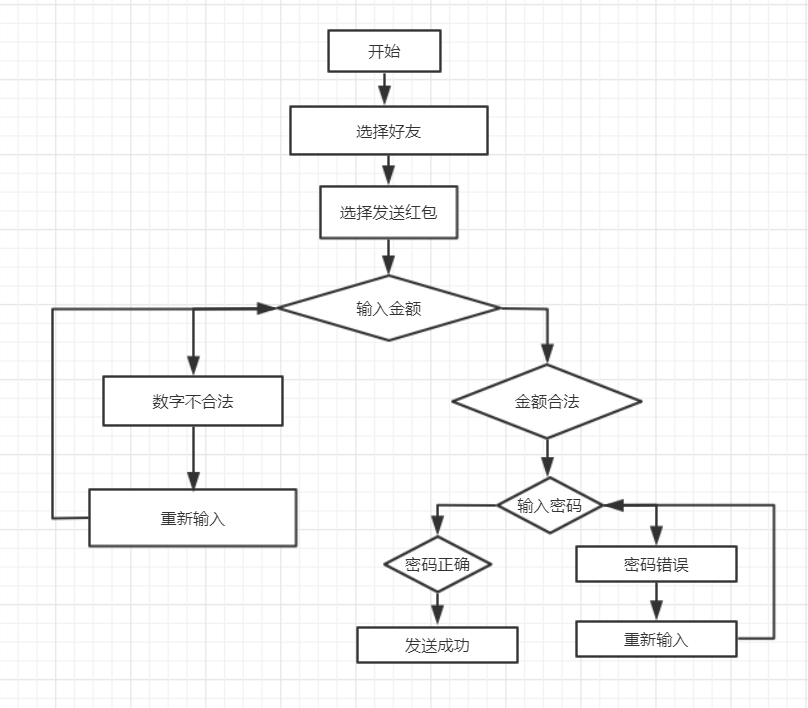 开始
选择好友
选择发送红包
输入金额
数字不合法
金额合法
重新输入
输入密码
密码正确
密码错误
发送成功
重新输入